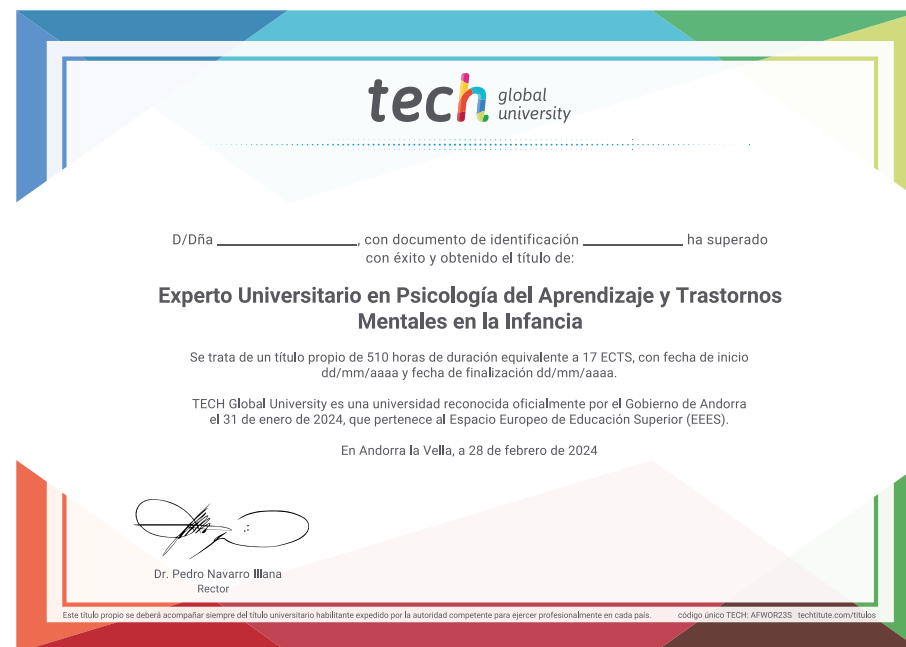 tech global university
D/Dña ______________, con documento de identificación __________ ha superado
con éxito y obtenido el título de:
Experto Universitario en Psicología del Aprendizaje y Trastornos
Mentales en la Infancia
Se trata de un título propio de 510 horas de duración equivalente a 17 ECTS, con fecha de inicio
dd/mm/aaaa y fecha de finalización dd/mm/aaaa.
TECH Global University es una universidad reconocida oficialmente por el Gobierno de Andorra
el 31 de enero de 2024, que pertenece al Espacio Europeo de Educación Superior (EEES).
En Andorra la Vella, a 28 de febrero de 2024
Dr. Pedro Navarro Illana
Rector
Este título propio se deberá acompañar siempre del título universitario habilitante expedido por la autoridad competente para ejercer profesionalmente en cada país. código único TECH: AFWOR23S techtitute.com/titulos